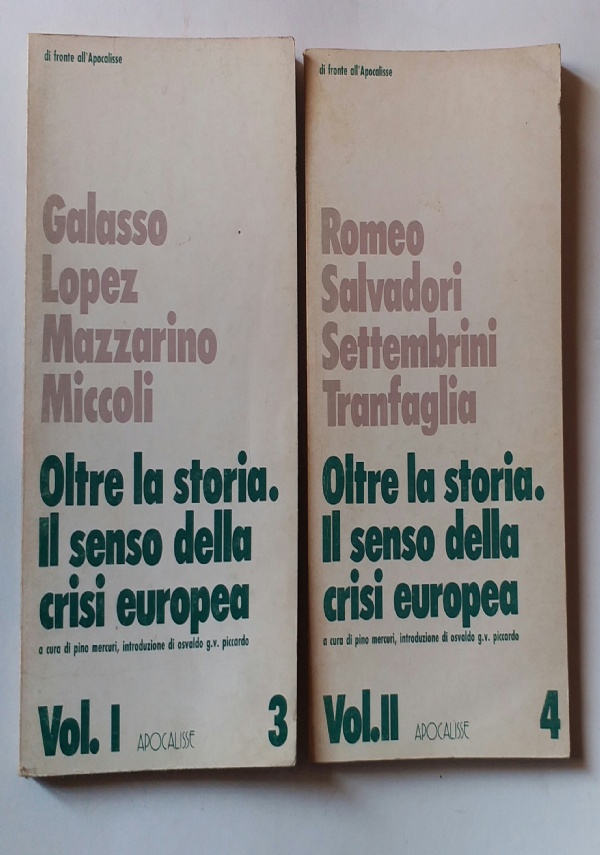 di fronte all'Apocalisse
Galasso
Lopez
Mazzarino
Miccoli
Oltre la storia.
Il senso della
crisi europea
a cura di pino mercuri, introduzione di osvaldo g.v. piccardo
Vol. I APOCALISSE 3
di fronte all'Apocalisse
Romeo
Salvadori
Settembrini
Tranfaglia
Oltre la storia.
Il senso della
crisi europea
a cura di pino mercuri, introduzione di osvaldo g.v. piccardo
Vol.II APOCALISSE 4